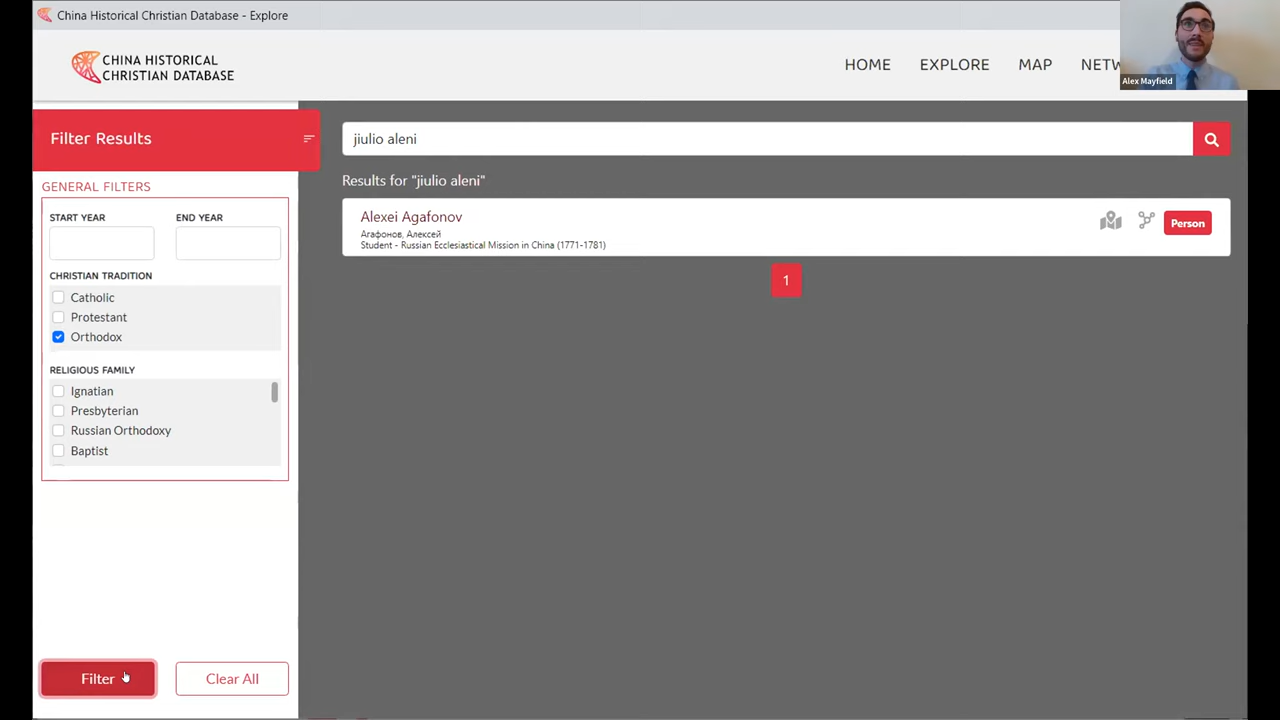 China Historical Christian Database - Explore
CHINA HISTORICAL
CHRISTIAN DATABASE
HOME
EXPLORE
MAP
NETW
Alex Mayfield
Filter Results
GENERAL FILTERS
START YEAR
END YEAR
CHRISTIAN TRADITION
Catholic
Protestant
Orthodox
RELIGIOUS FAMILY
Ignatian
Presbyterian
Russian Orthodoxy
Baptist
Filter
Clear All
jiulio aleni
Results for "jiulio aleni"
Alexei Agafonov
Агафонов, Алексей
Student - Russian Ecclesiastical Mission in China (1771-1781)
Person
1